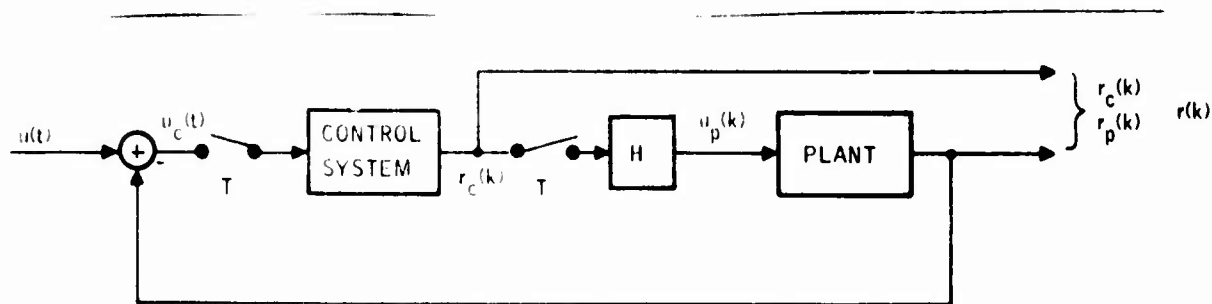 u(t)
+
-
u_c(t)
T
CONTROL
SYSTEM
r_c(k)
T
H
u_p(k)
PLANT
r_c(k)
r_p(k)
r(k)